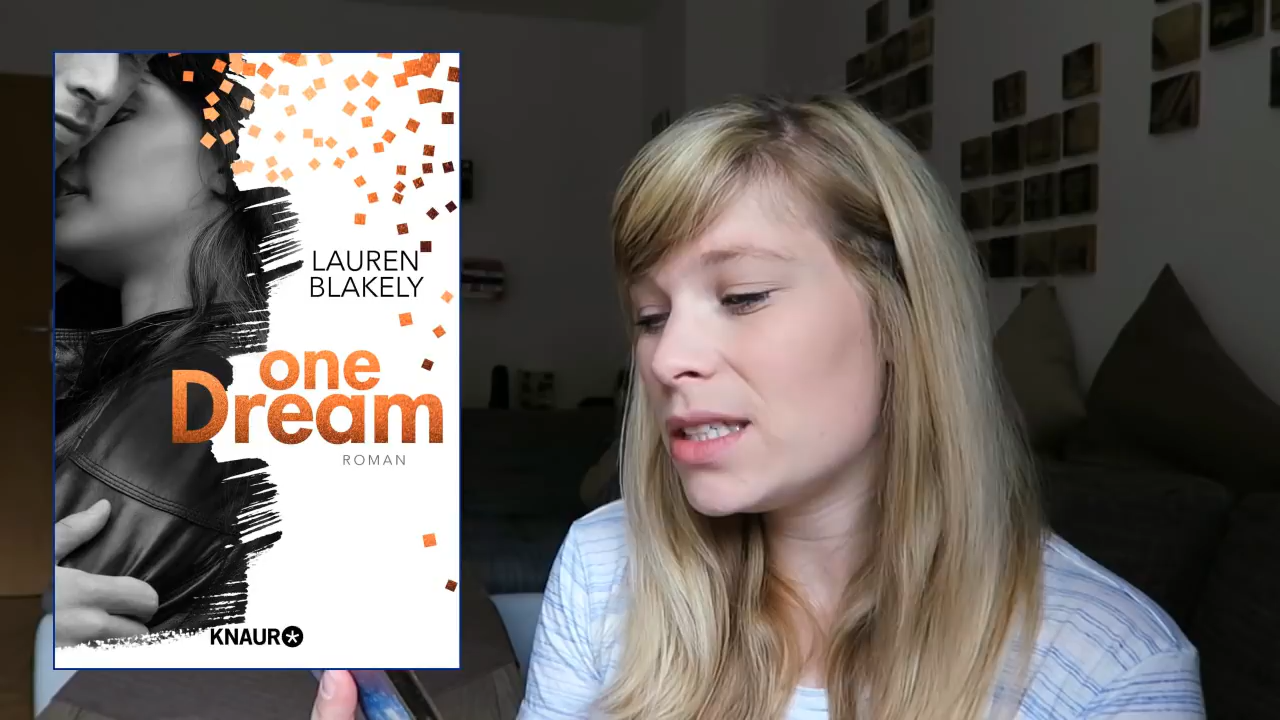 LAUREN
BLAKELY
one
Dream
ROMAN
KNAUR